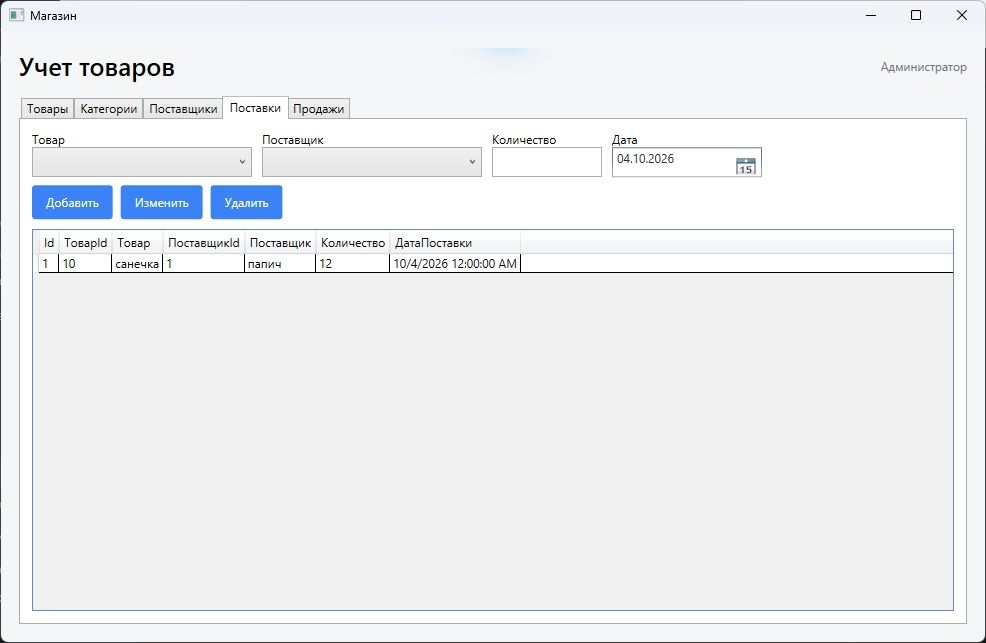 Магазин
Учет товаров
Администратор
Товары Категории Поставщики Поставки Продажи
Товар Поставщик Количество Дата
04.10.2026 15
Добавить Изменить Удалить
Id ТоварId Товар ПоставщикId Поставщик Количество ДатаПоставки
1 10 санечка 1 папич 12 10/4/2026 12:00:00 AM